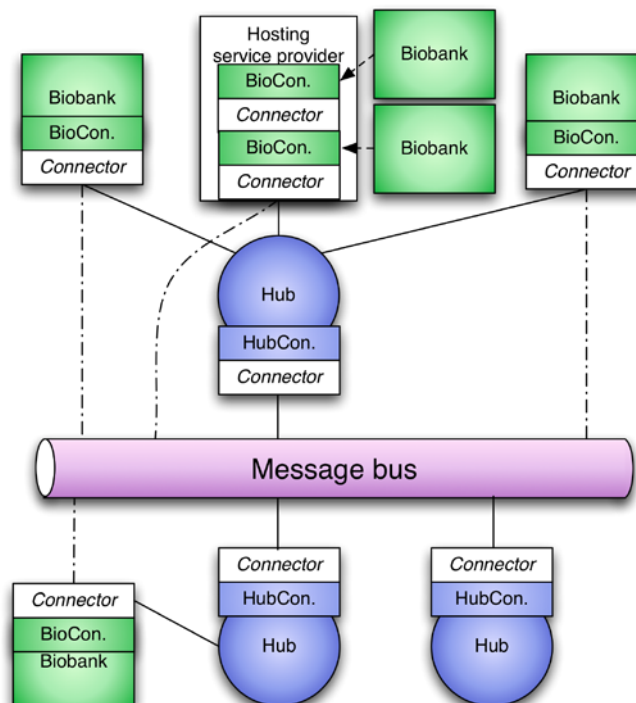 Hosting
service provider
BioCon.
Connector
BioCon.
Connector
Biobank
Biobank
Biobank
BioCon.
Connector
Biobank
BioCon.
Connector
Hub
HubCon.
Connector
Message bus
Connector
HubCon.
Hub
Connector
HubCon.
Hub
Connector
BioCon.
Biobank